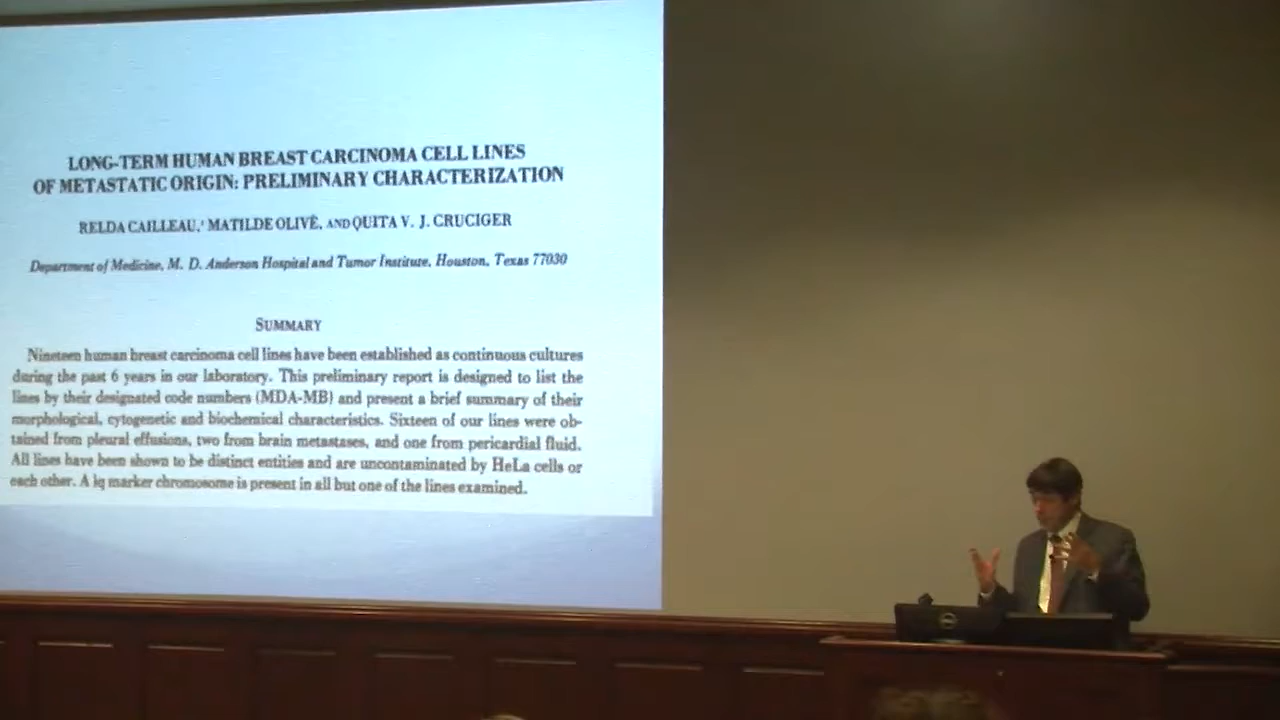 LONG-TERM HUMAN BREAST CARCINOMA CELL LINES
OF METASTATIC ORIGIN: PRELIMINARY CHARACTERIZATION
RELDA CAILLEAU,¹ MATILDE OLIVÉ, AND QUITA V. J. CRUCIGER
Department of Medicine, M. D. Anderson Hospital and Tumor Institute, Houston, Texas 77030
SUMMARY
Nineteen human breast carcinoma cell lines have been established as continuous cultures
during the past 6 years in our laboratory. This preliminary report is designed to list the
lines by their designated code numbers (MDA-MB) and present a brief summary of their
morphological, cytogenetic and biochemical characteristics. Sixteen of our lines were ob-
tained from pleural effusions, two from brain metastases, and one from pericardial fluid.
All lines have been shown to be distinct entities and are uncontaminated by HeLa cells or
each other. A lq marker chromosome is present in all but one of the lines examined.
DELL